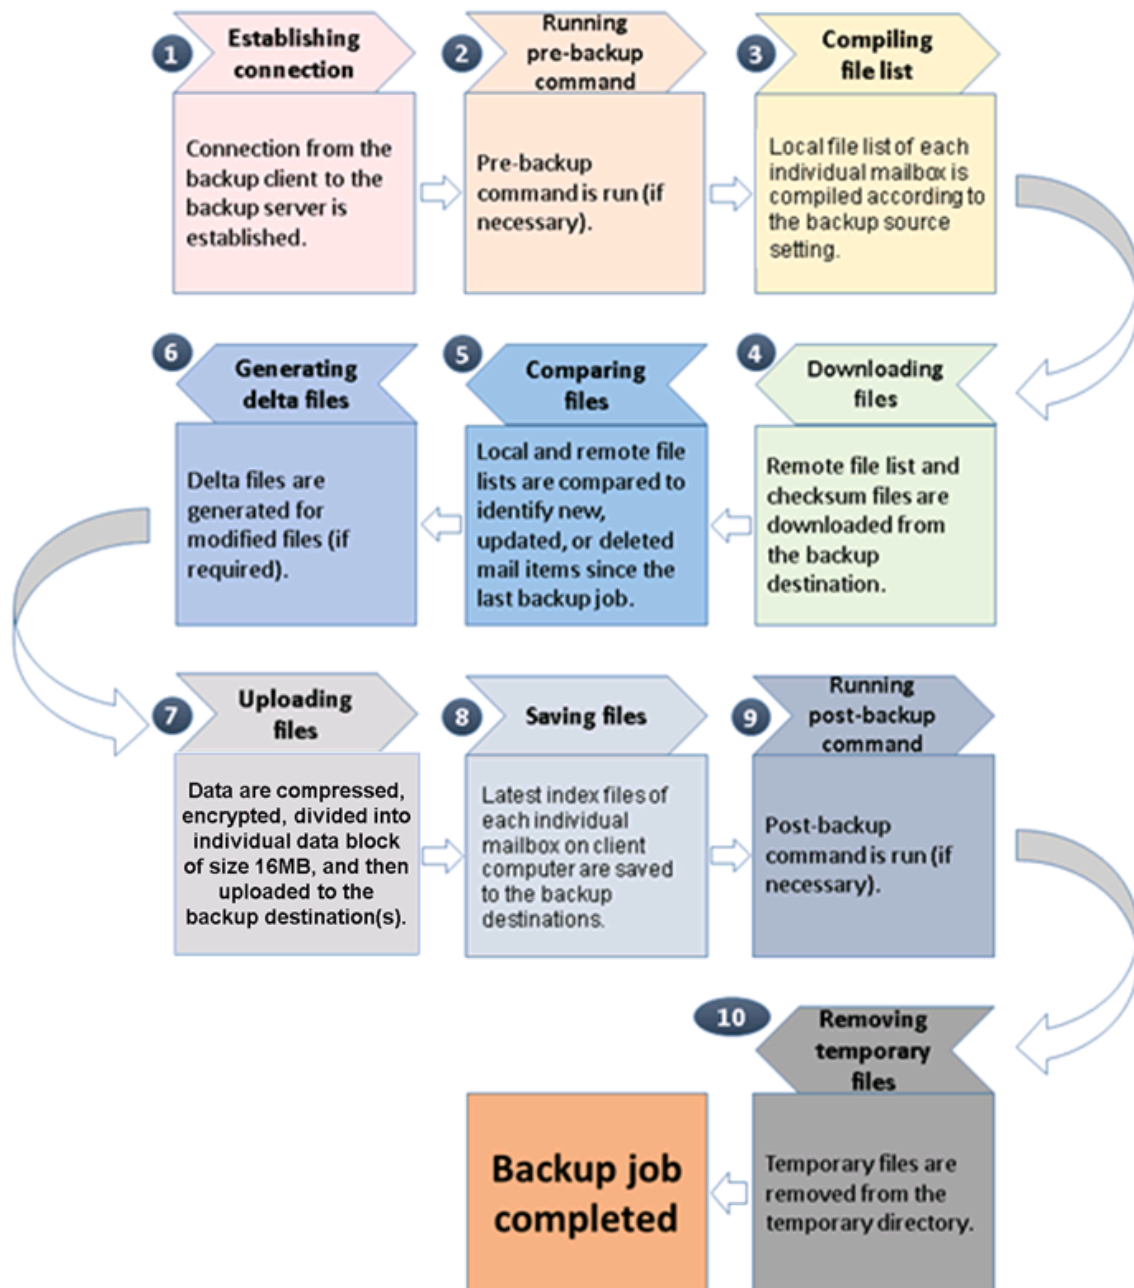 1
Establishing
connection
Connection from the
backup client to the
backup server is
established.
2
Running
pre-backup
command
Pre-backup
command is run (if
necessary).
3
Compiling
file list
Local file list of each
individual mailbox is
compiled according to
the backup source
setting.
4
Downloading
files
Remote file list and
checksum files are
downloaded from
the backup
destination.
5
Comparing
files
Local and remote file
lists are compared to
identify new,
updated, or deleted
mail items since the
last backup job.
6
Generating
delta files
Delta files are
generated for
modified files (if
required).
7
Uploading
files
Data are compressed,
encrypted, divided into
individual data block
of size 16MB, and then
uploaded to the
backup destination(s).
8
Saving files
Latest index files of
each individual
mailbox on client
computer are saved
to the backup
destinations.
9
Running
post-backup
command
Post-backup
command is run (if
necessary).
10
Removing
temporary
files
Temporary files are
removed from the
temporary directory.
Backup job
completed